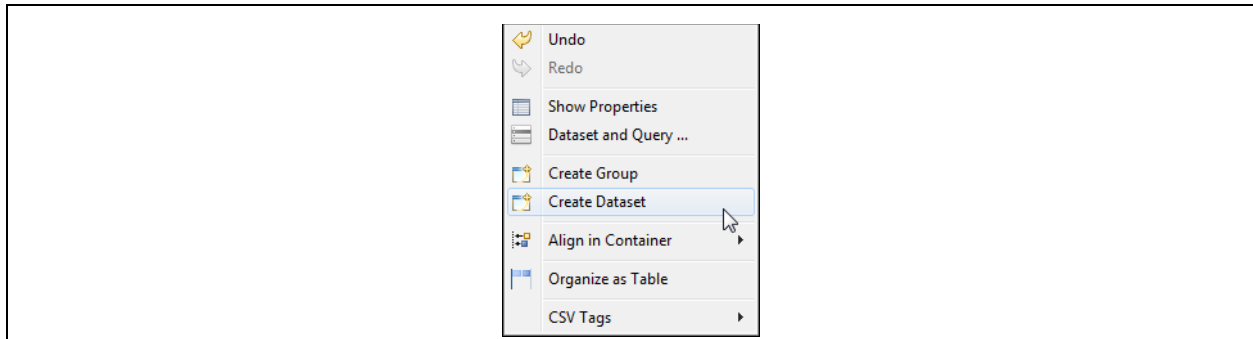 Undo
Redo
Show Properties
Dataset and Query ...
Create Group
Create Dataset
Align in Container
Organize as Table
CSV Tags